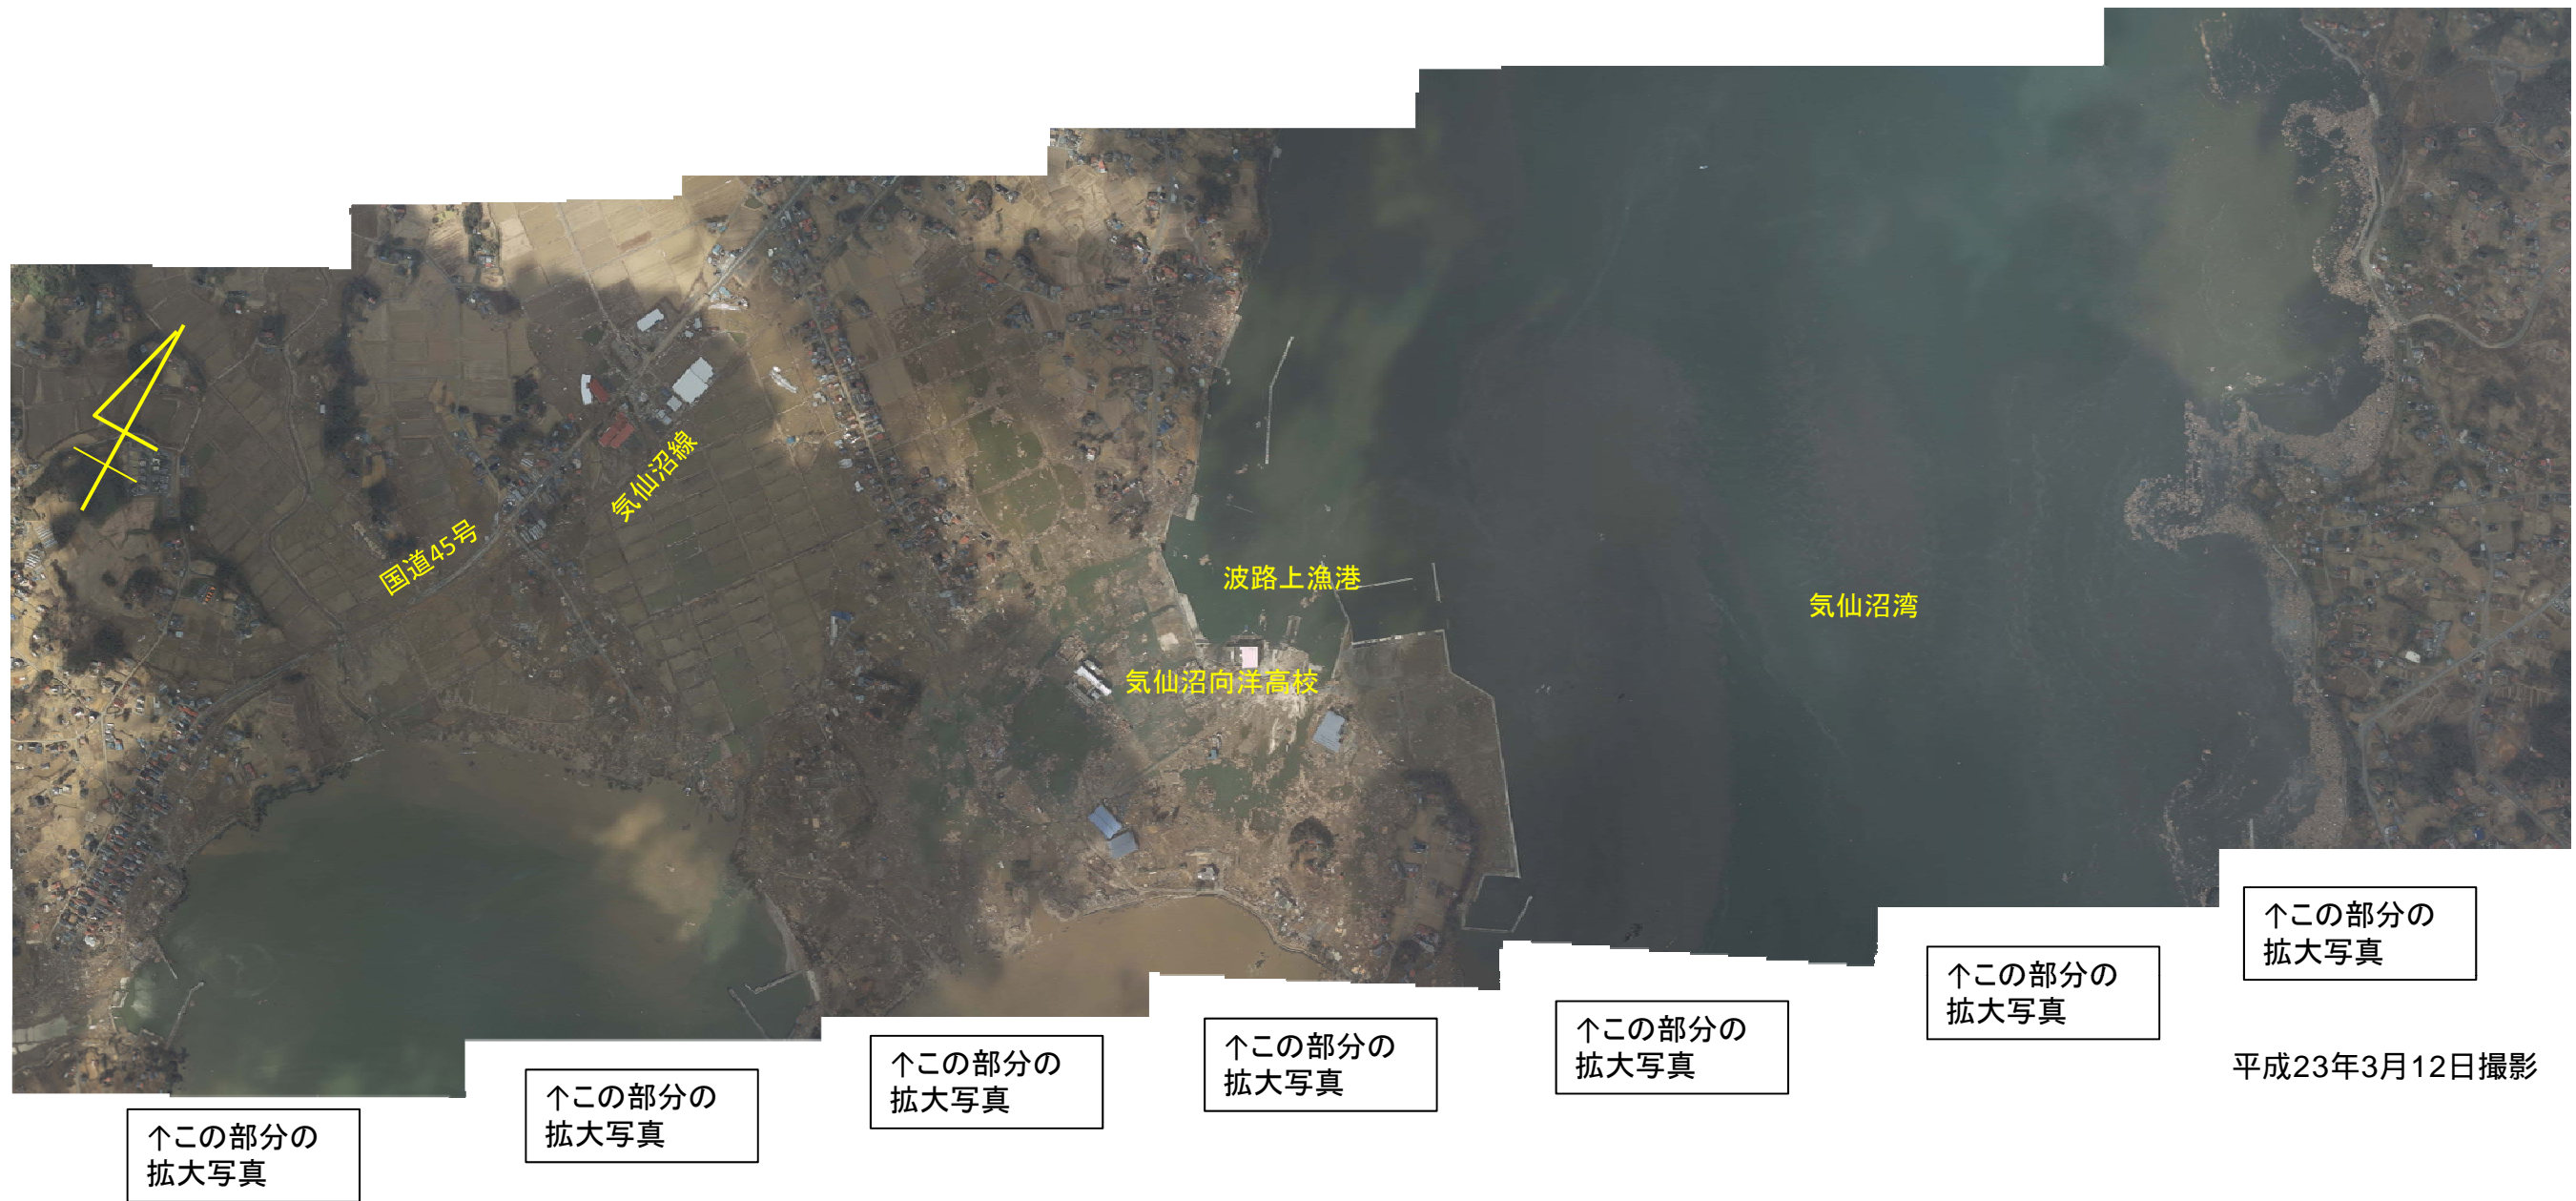 気仙沼線
国道45号
波路上漁港
気仙沼湾
気仙沼向洋高校
↑この部分の
拡大写真
↑この部分の
拡大写真
↑この部分の
拡大写真
↑この部分の
拡大写真
↑この部分の
拡大写真
↑この部分の
拡大写真
↑この部分の
拡大写真
平成23年3月12日撮影